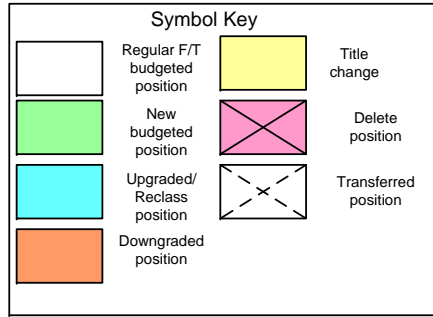 Symbol Key
Regular F/T
budgeted
position
New
budgeted
position
Upgraded/
Reclass
position
Downgraded
position
Title
change
Delete
position
Transferred
position